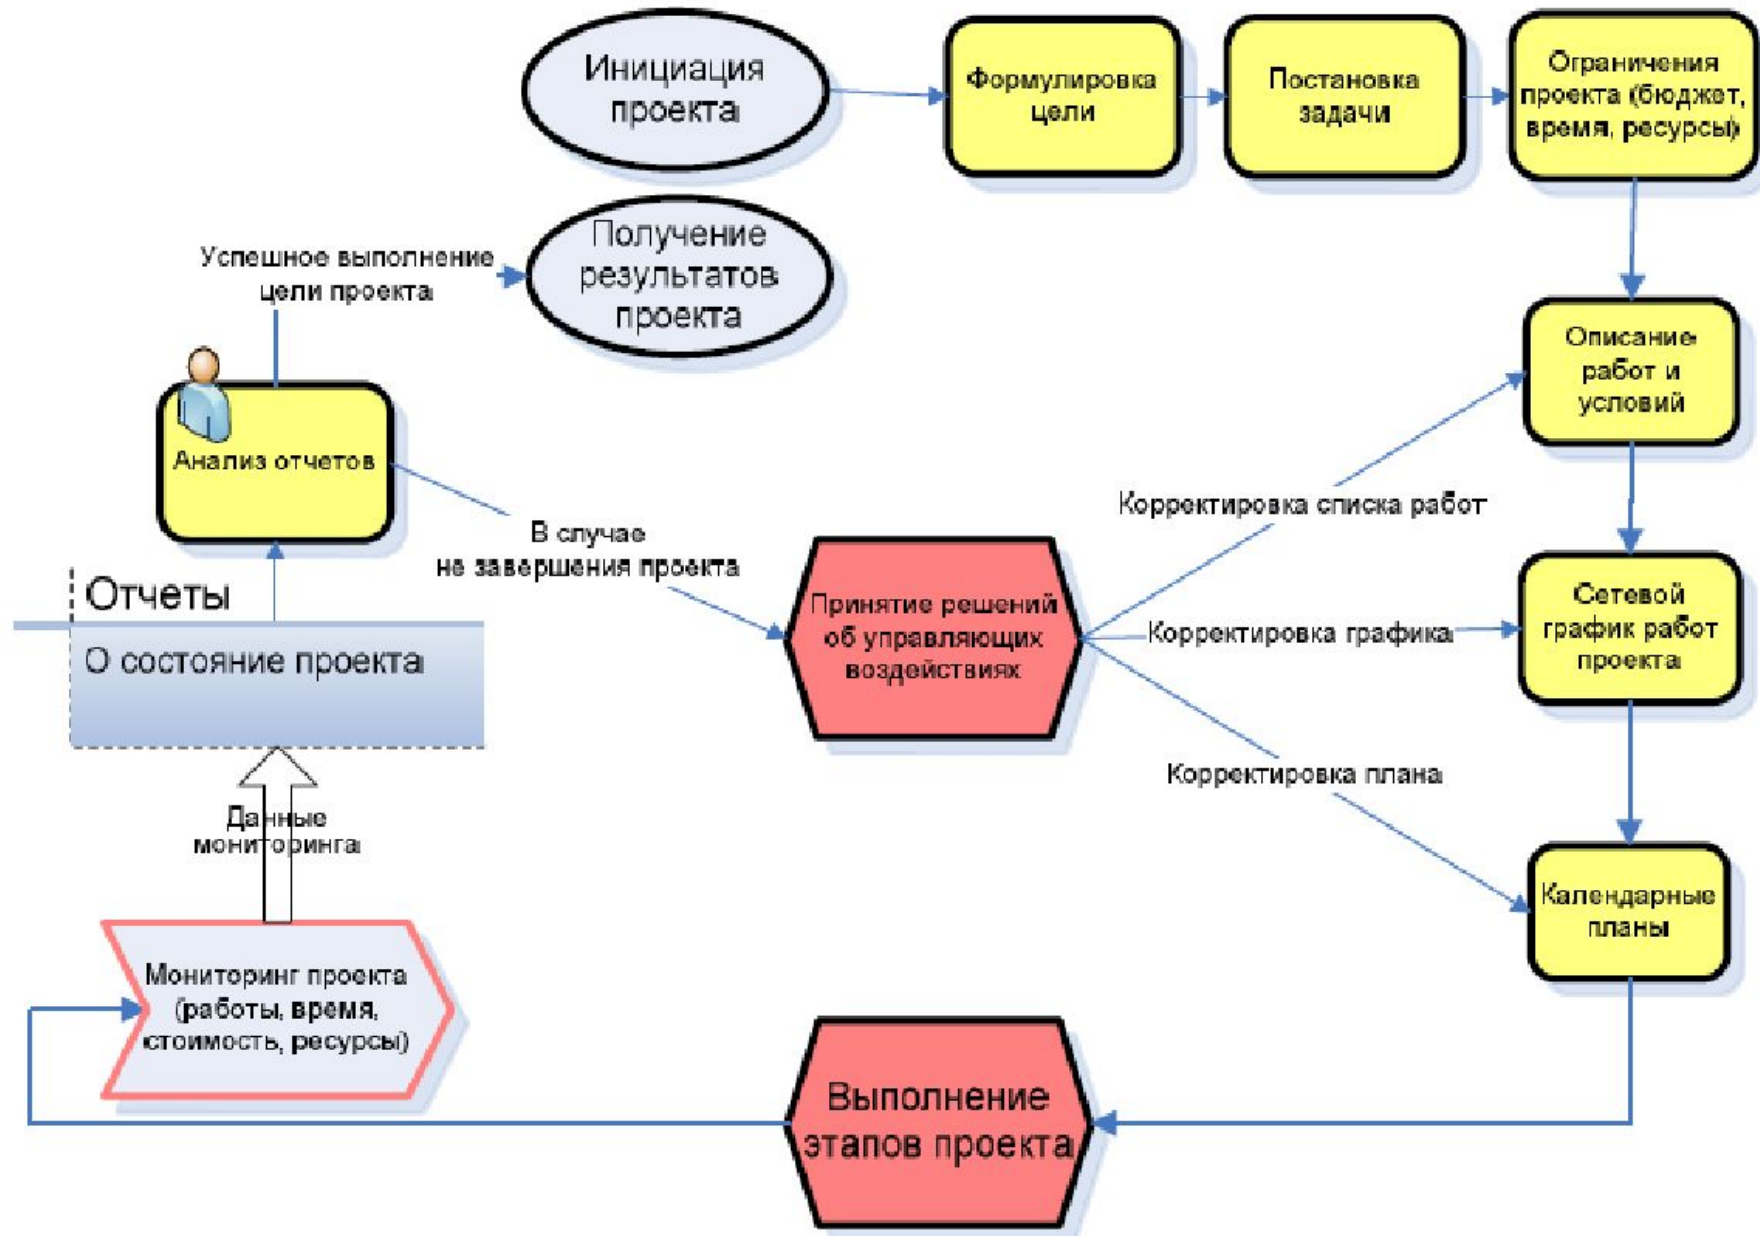 Инициация
проекта
Формулировка
цели
Постановка
задачи
Ограничения
проекта (бюджет,
время, ресурсы)
Получение
результатов
проекта
Успешное выполнение
цели проекта
Описание
работ и
условий
Анализ отчетов
Корректировка списка работ
В случае
не завершения проекта
Отчеты
О состояние проекта
Принятие решений
об управляющих
воздействиях
Корректировка графика
Сетевой
график работ
проекта
Корректировка плана
Данные
мониторинга
Календарные
планы
Мониторинг проекта
(работы, время,
стоимость, ресурсы)
Выполнение
этапов проекта